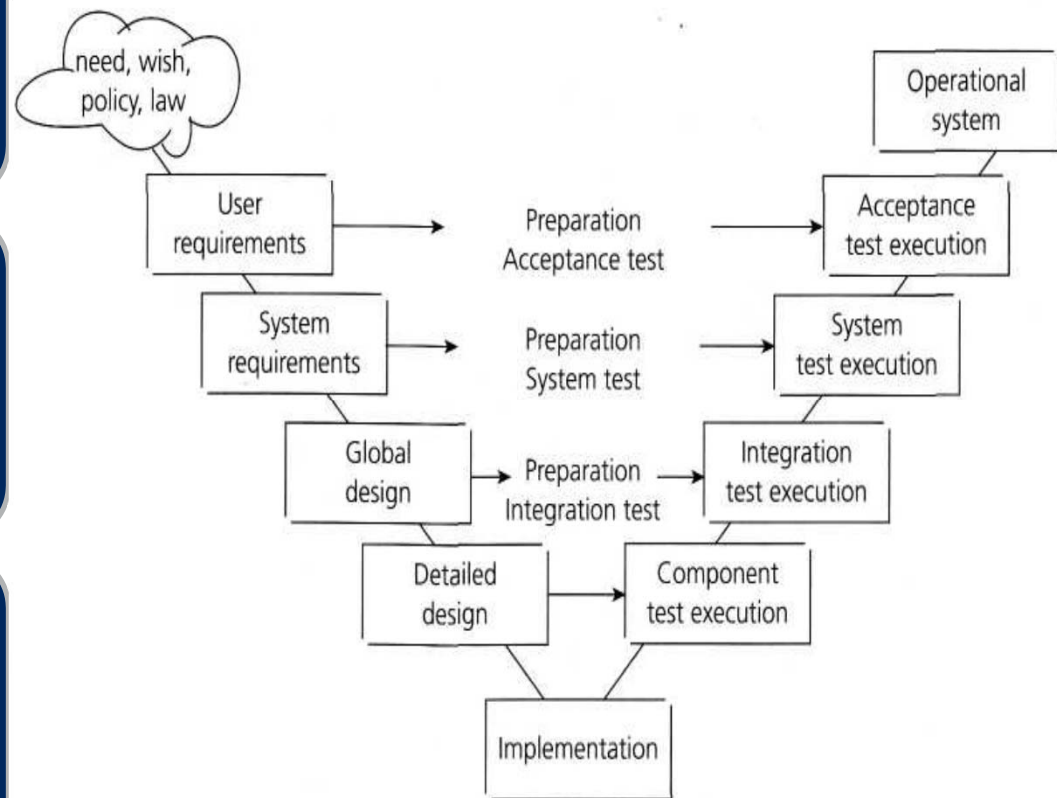 need, wish,
policy, law
Operational
system
User
requirements
Preparation
Acceptance test
Acceptance
test execution
System
requirements
Preparation
System test
System
test execution
Global
design
Preparation
Integration test
Integration
test execution
Detailed
design
Component
test execution
Implementation